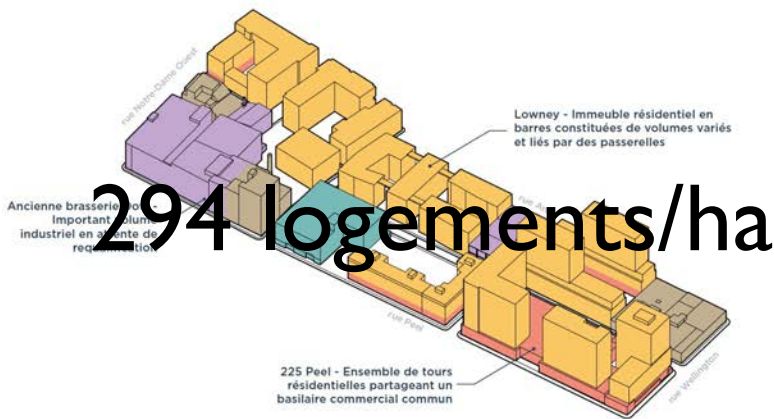 rue Notre-Dame Ouest
Lowney - Immeuble résidentiel en
barres constituées de volumes variés
et liés par des passerelles
Ancienne brasserie
Important volume
industriel en attente de
requalification
294 logements/ha
rue
rue Peel
225 Peel - Ensemble de tours
résidentielles partageant un
basilaire commercial commun
rue Wellington